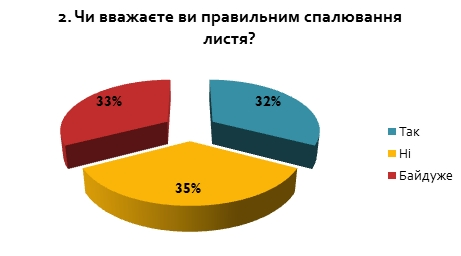 2. Чи вважаєте ви правильним спалювання
листя?
33%
32%
35%
Так
Ні
Байдуже